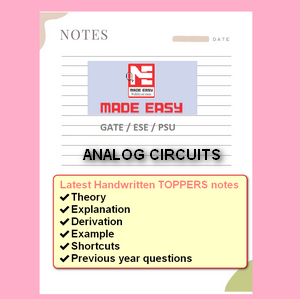 NOTES
DATE
MADE EASY
PUBLICATIONS
MADE EASY
GATE / ESE / PSU
ANALOG CIRCUITS
Latest Handwritten TOPPERS notes
✓Theory
✓Explanation
✓Derivation
✓Example
✓Shortcuts
✓Previous year questions